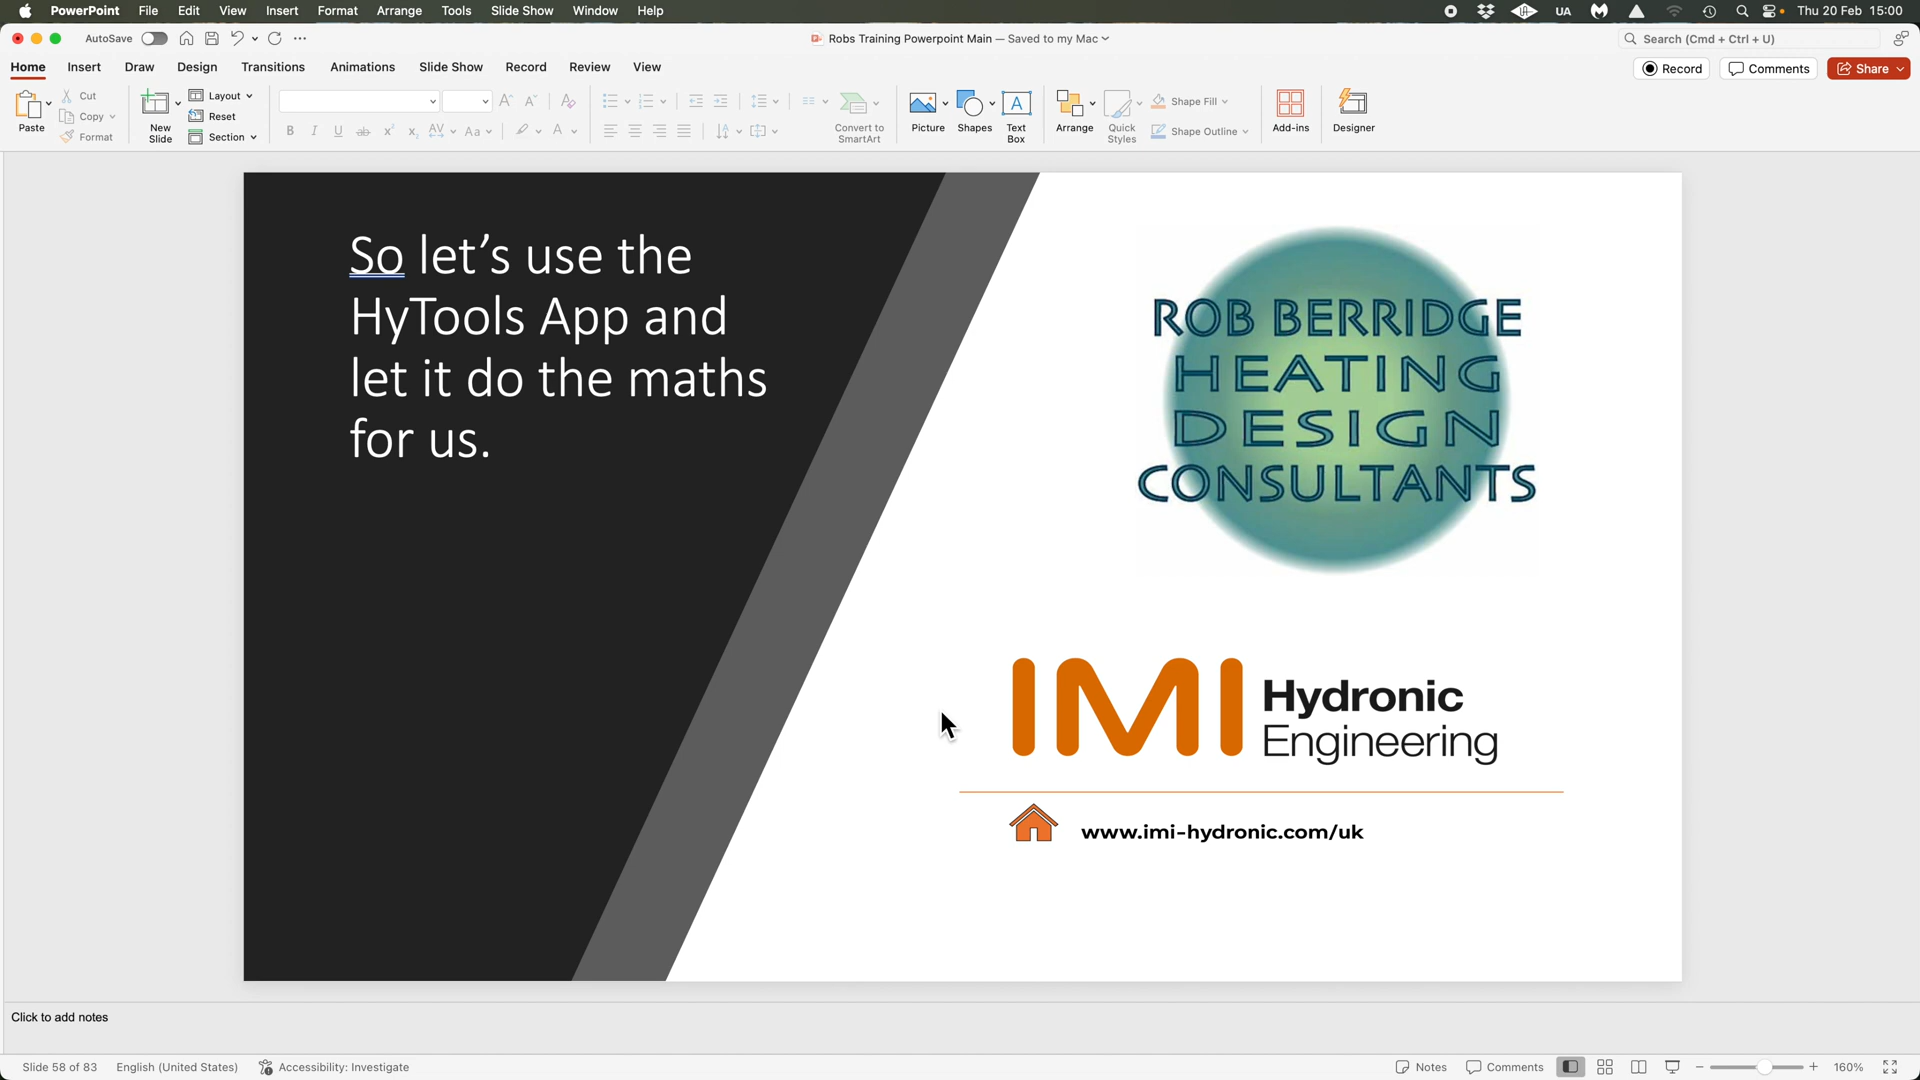 PowerPoint File Edit View Insert Format Arrange Tools Slide Show Window Help
UA Thu 20 Feb 15:00
AutoSave
Robs Training Powerpoint Main — Saved to my Mac
Search (Cmd + Ctrl + U)
Home Insert Draw Design Transitions Animations Slide Show Record Review View
Record Comments Share
Paste
Cut
Copy
Format
New
Slide
Layout
Reset
Section
Convert to
SmartArt
Picture
Shapes
Text
Box
Arrange
Quick
Styles
Shape Fill
Shape Outline
Add-ins
Designer
So let’s use the
HyTools App and
let it do the maths
for us.
ROB BERRIDGE
HEATING
DESIGN
CONSULTANTS
IMI Hydronic
Engineering
www.imi-hydronic.com/uk
Click to add notes
Slide 58 of 83 English (United States) Accessibility: Investigate
Notes Comments 160%